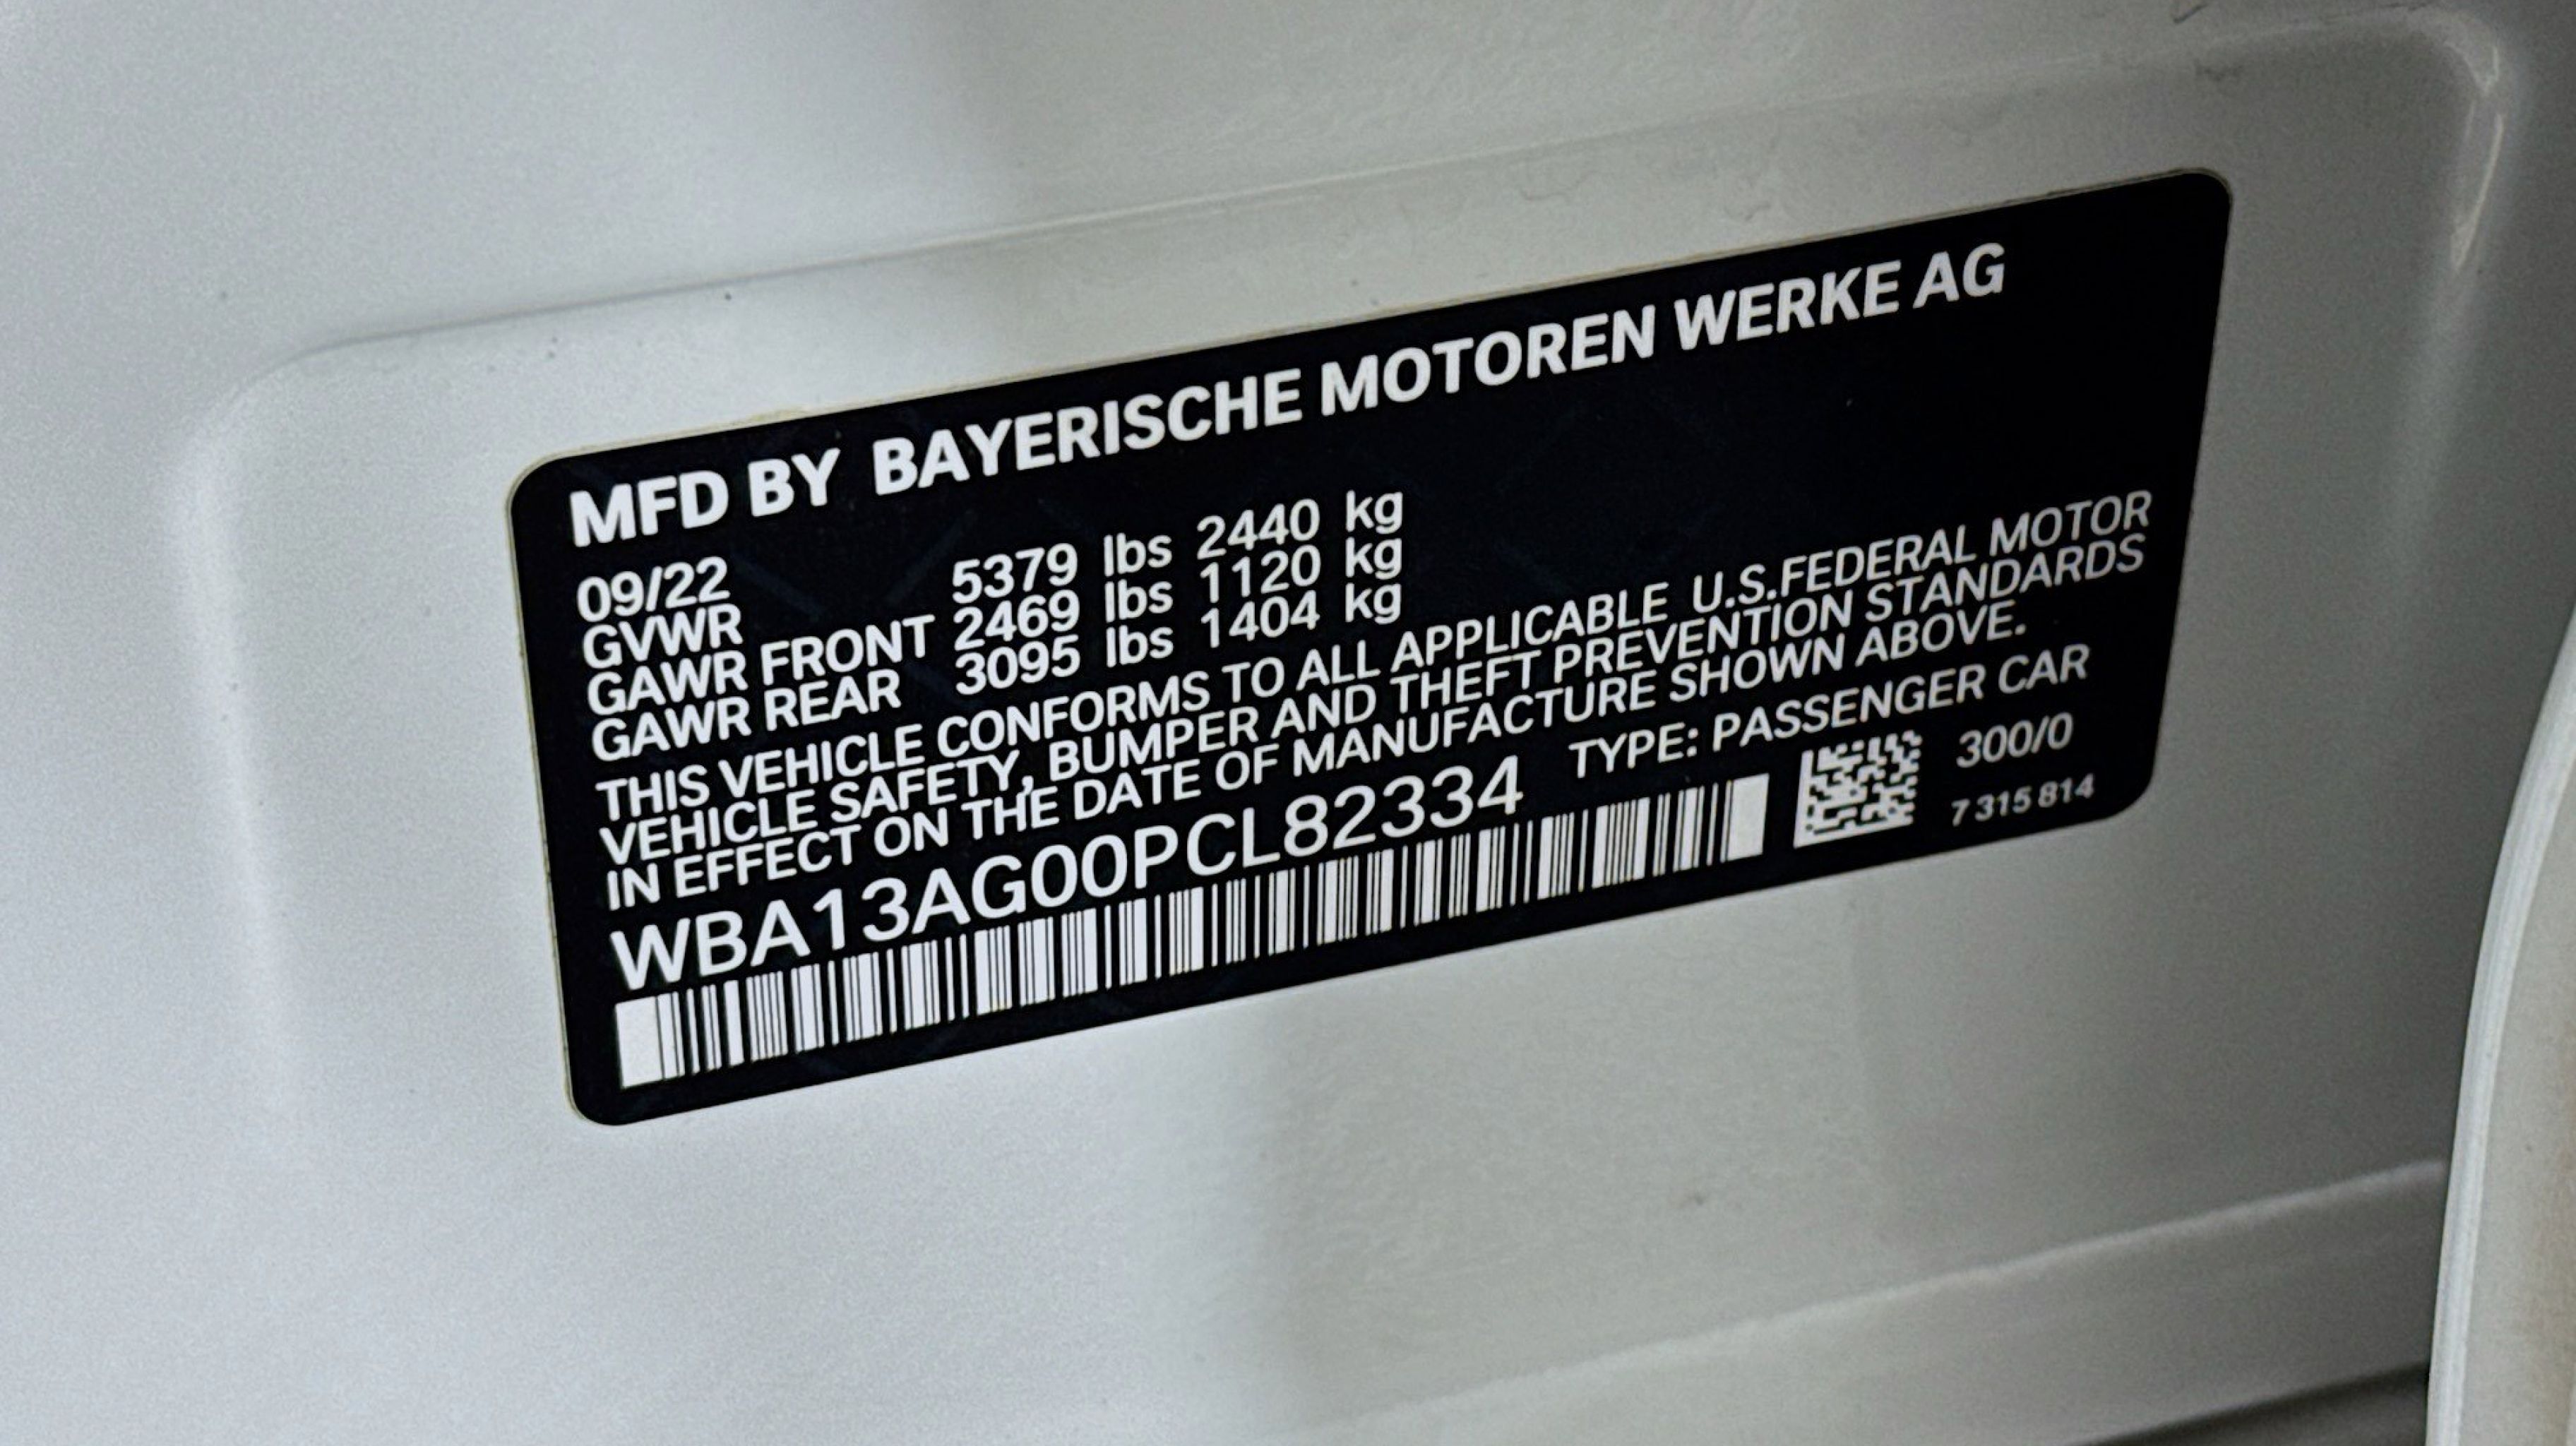 MFD BY BAYERISCHE MOTOREN WERKE AG
09/22
GVWR 5379 lbs 2440 kg
GAWR FRONT 2469 lbs 1120 kg
GAWR REAR 3095 lbs 1404 kg
THIS VEHICLE CONFORMS TO ALL APPLICABLE U.S.FEDERAL MOTOR
VEHICLE SAFETY, BUMPER AND THEFT PREVENTION STANDARDS
IN EFFECT ON THE DATE OF MANUFACTURE SHOWN ABOVE.
WBA13AG00PCL82334 TYPE: PASSENGER CAR
300/0
7 315 814